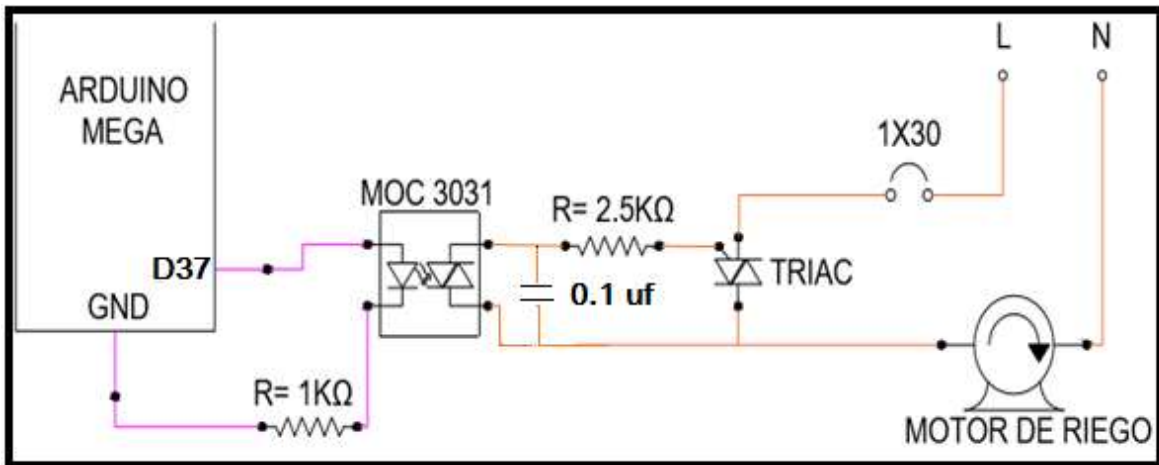 ARDUINO
MEGA
D37
GND
R= 1KΩ
MOC 3031
R= 2.5KΩ
0.1 uf
TRIAC
1X30
L
N
MOTOR DE RIEGO